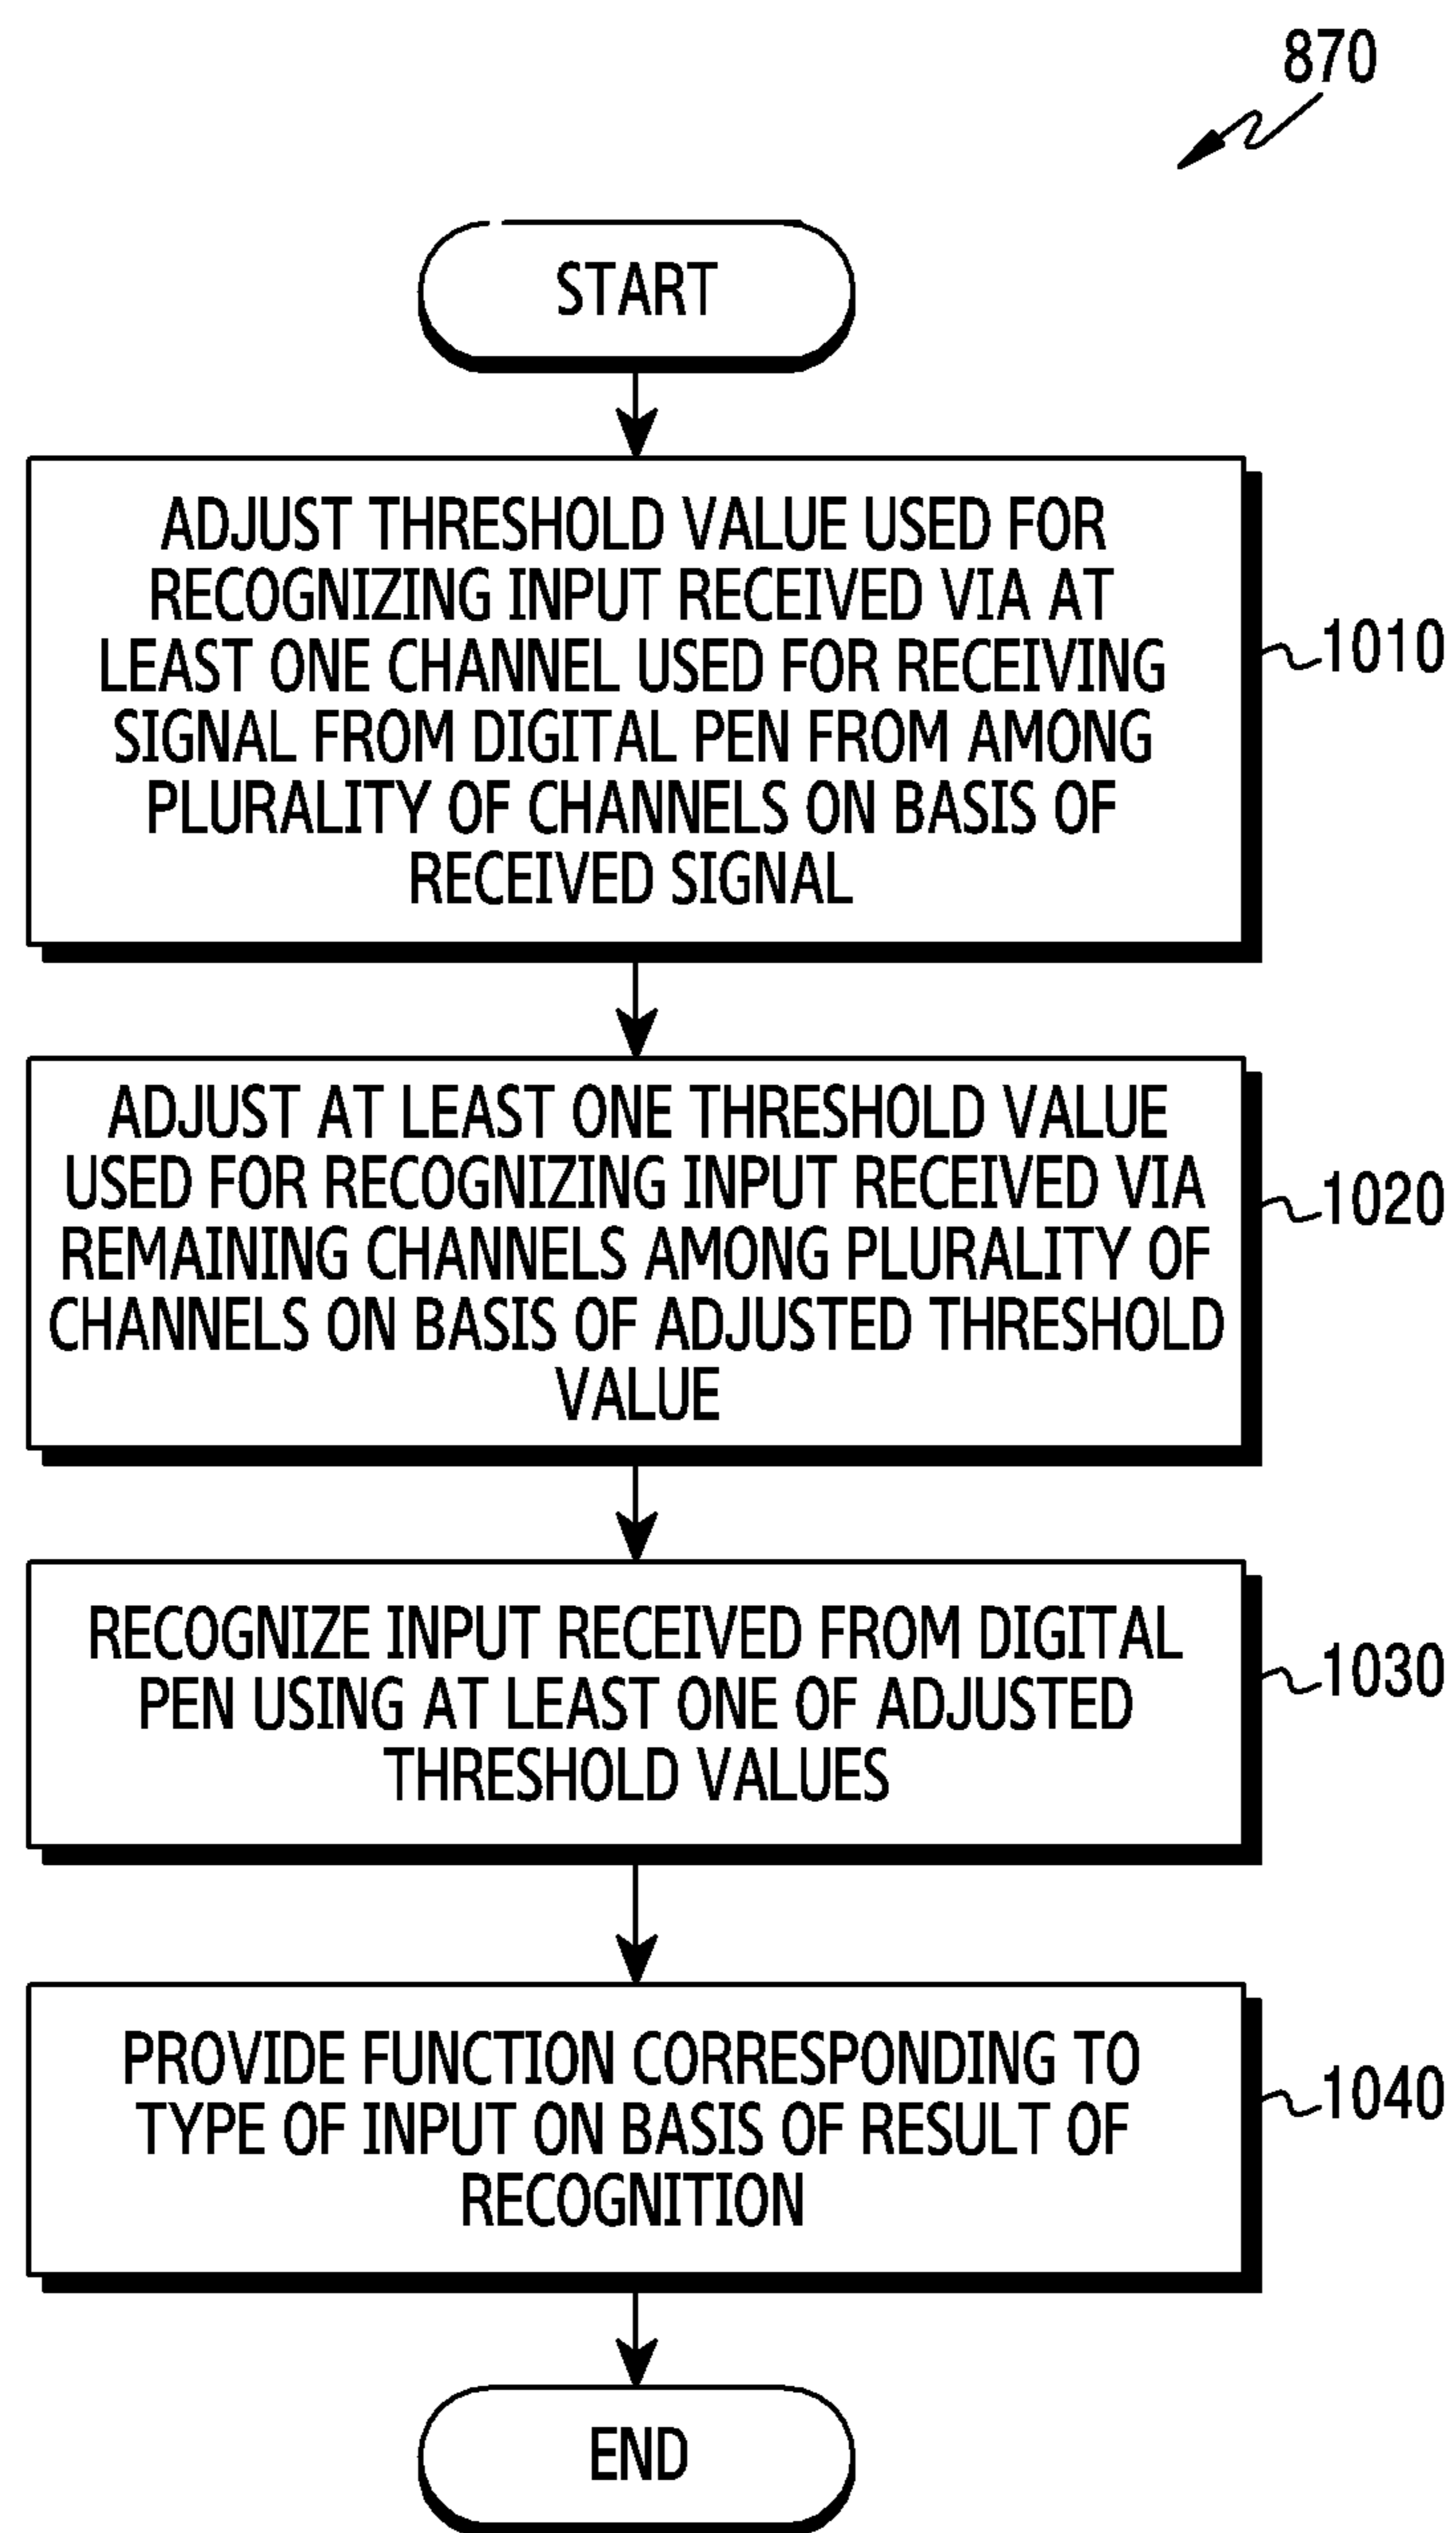 870
START
ADJUST THRESHOLD VALUE USED FOR
RECOGNIZING INPUT RECEIVED VIA AT
LEAST ONE CHANNEL USED FOR RECEIVING
SIGNAL FROM DIGITAL PEN FROM AMONG
PLURALITY OF CHANNELS ON BASIS OF
RECEIVED SIGNAL
1010
ADJUST AT LEAST ONE THRESHOLD VALUE
USED FOR RECOGNIZING INPUT RECEIVED VIA
REMAINING CHANNELS AMONG PLURALITY OF
CHANNELS ON BASIS OF ADJUSTED THRESHOLD
VALUE
1020
RECOGNIZE INPUT RECEIVED FROM DIGITAL
PEN USING AT LEAST ONE OF ADJUSTED
THRESHOLD VALUES
1030
PROVIDE FUNCTION CORRESPONDING TO
TYPE OF INPUT ON BASIS OF RESULT OF
RECOGNITION
1040
END